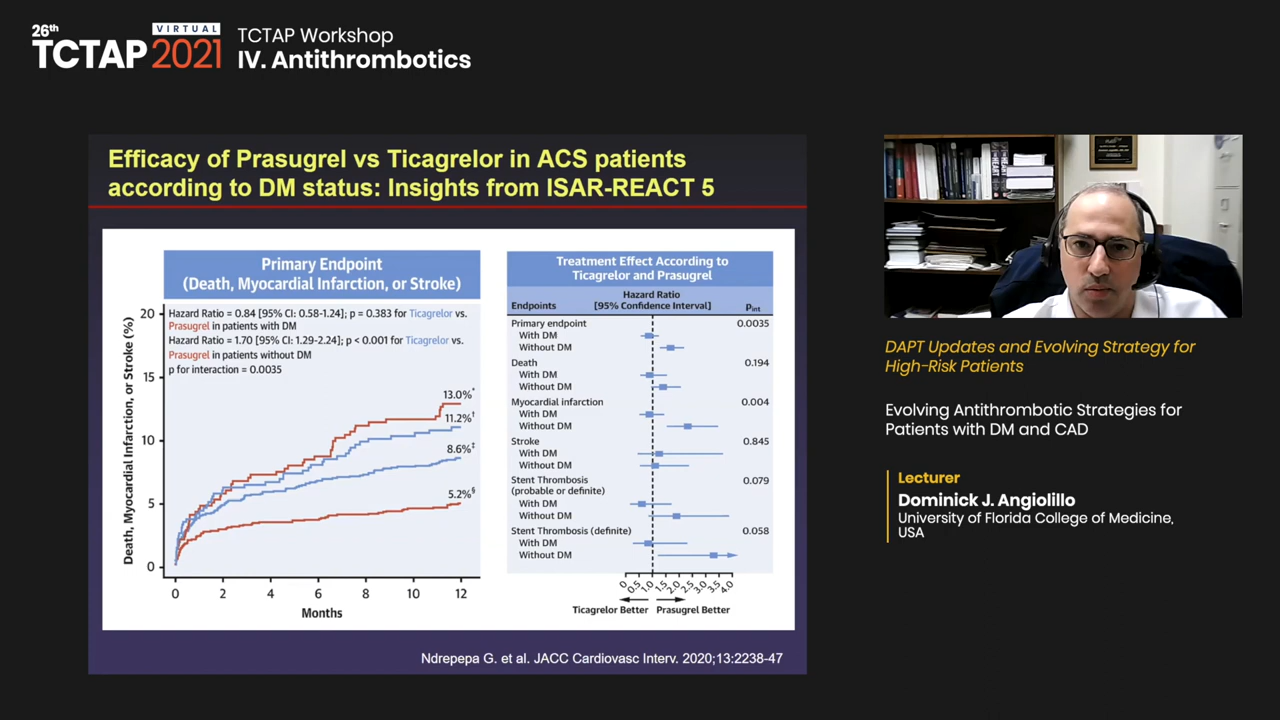 26th
VIRTUAL
TCTAP 2021
TCTAP Workshop
IV. Antithrombotics
Efficacy of Prasugrel vs Ticagrelor in ACS patients
according to DM status: Insights from ISAR-REACT 5
Primary Endpoint
(Death, Myocardial Infarction, or Stroke)
Hazard Ratio = 0.84 [95% CI: 0.58-1.24]; p = 0.383 for Ticagrelor vs.
Prasugrel in patients with DM
Hazard Ratio = 1.70 [95% CI: 1.29-2.24]; p < 0.001 for Ticagrelor vs.
Prasugrel in patients without DM
p for interaction = 0.0035
Death, Myocardial Infarction, or Stroke (%)
20
15
10
5
0
13.0%*
11.2%†
8.6%‡
5.2%§
0 2 4 6 8 10 12
Months
Treatment Effect According to
Ticagrelor and Prasugrel
Hazard Ratio
Endpoints [95% Confidence Interval] Pint
Primary endpoint 0.0035
With DM
Without DM
Death 0.194
With DM
Without DM
Myocardial infarction 0.004
With DM
Without DM
Stroke 0.845
With DM
Without DM
Stent Thrombosis 0.079
(probable or definite)
With DM
Without DM
Stent Thrombosis (definite) 0.058
With DM
Without DM
0 0.5 1.0 1.5 2.0 2.5 3.0 3.5 4.0
Ticagrelor Better Prasugrel Better
Ndrepepa G. et al. JACC Cardiovasc Interv. 2020;13:2238-47
DAPT Updates and Evolving Strategy for
High-Risk Patients
Evolving Antithrombotic Strategies for
Patients with DM and CAD
Lecturer
Dominick J. Angiolillo
University of Florida College of Medicine,
USA